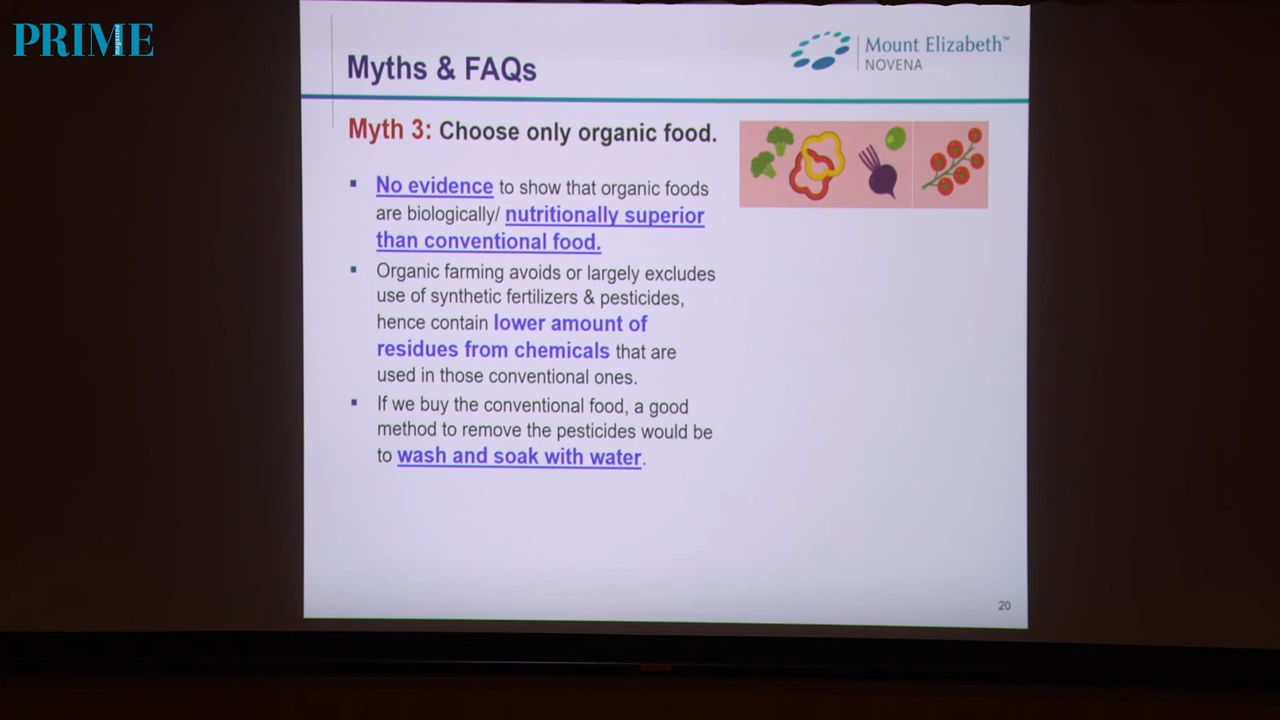 PRIME
magazine
Mount Elizabeth™
NOVENA
Myths & FAQs
Myth 3: Choose only organic food.
▪ No evidence to show that organic foods
are biologically/ nutritionally superior
than conventional food.
▪ Organic farming avoids or largely excludes
use of synthetic fertilizers & pesticides,
hence contain lower amount of
residues from chemicals that are
used in those conventional ones.
▪ If we buy the conventional food, a good
method to remove the pesticides would be
to wash and soak with water.
20